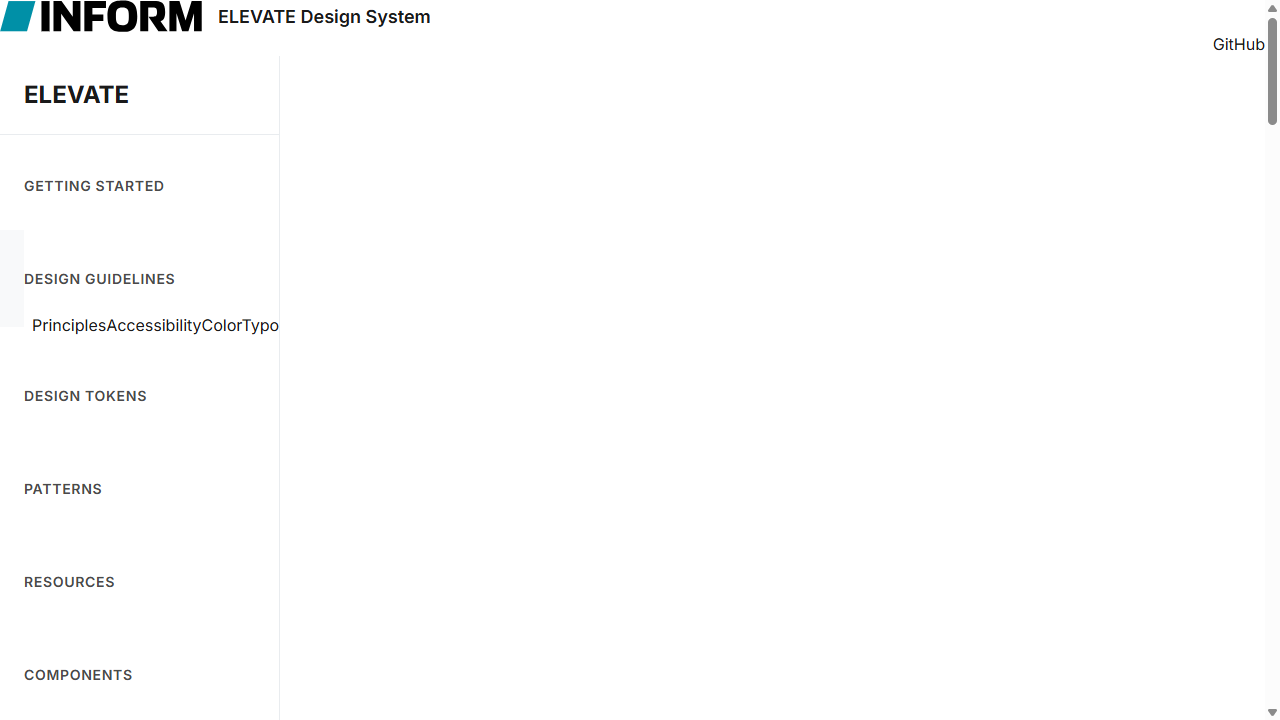 INFORM ELEVATE Design System
GitHub
ELEVATE
GETTING STARTED
DESIGN GUIDELINES
PrinciplesAccessibilityColorTypo
DESIGN TOKENS
PATTERNS
RESOURCES
COMPONENTS